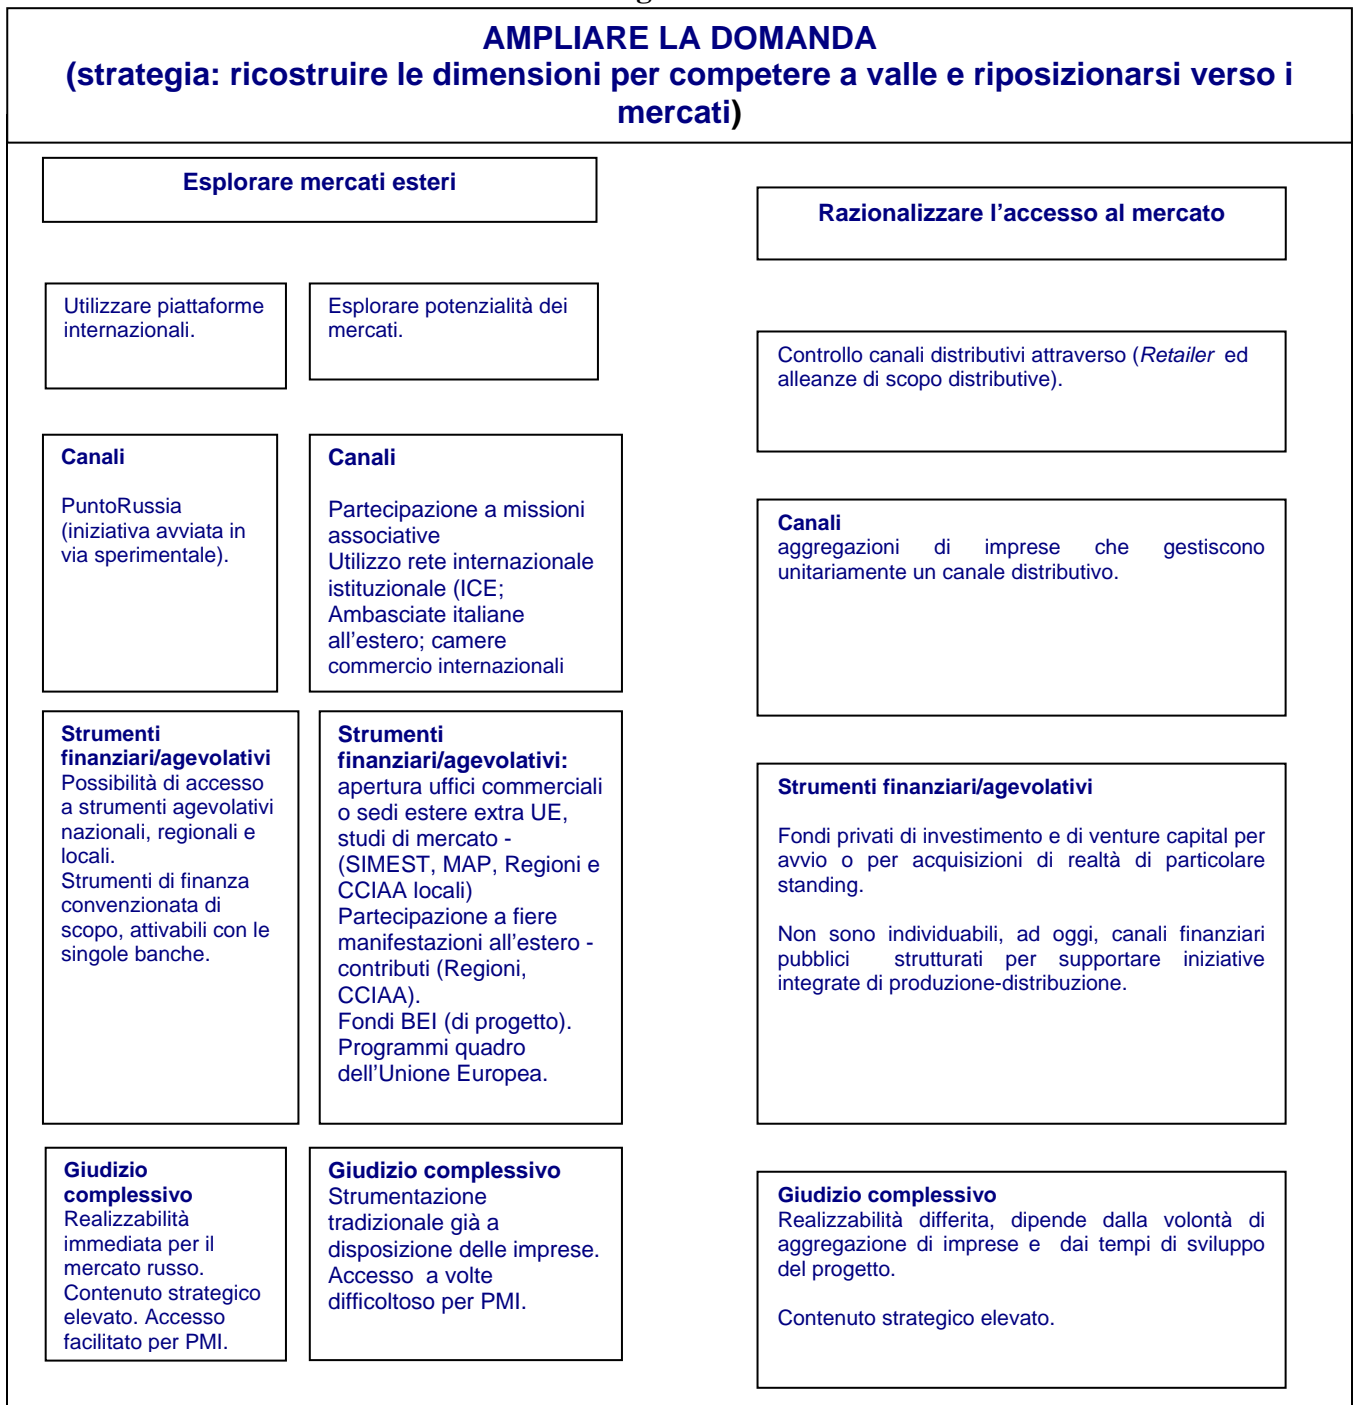 AMPLIARE LA DOMANDA
(strategia: ricostruire le dimensioni per competere a valle e riposizionarsi verso i
mercati)
Esplorare mercati esteri
Utilizzare piattaforme
internazionali.
Esplorare potenzialità dei
mercati.
Canali
PuntoRussia
(iniziativa avviata in
via sperimentale).
Canali
Partecipazione a missioni
associative
Utilizzo rete internazionale
istituzionale (ICE;
Ambasciate italiane
all’estero; camere
commercio internazionali
Strumenti
finanziari/agevolativi
Possibilità di accesso
a strumenti agevolativi
nazionali, regionali e
locali.
Strumenti di finanza
convenzionata di
scopo, attivabili con le
singole banche.
Strumenti
finanziari/agevolativi:
apertura uffici commerciali
o sedi estere extra UE,
studi di mercato -
(SIMEST, MAP, Regioni e
CCIAA locali)
Partecipazione a fiere
manifestazioni all’estero -
contributi (Regioni,
CCIAA).
Fondi BEI (di progetto).
Programmi quadro
dell’Unione Europea.
Giudizio
complessivo
Realizzabilità
immediata per il
mercato russo.
Contenuto strategico
elevato. Accesso
facilitato per PMI.
Giudizio complessivo
Strumentazione
tradizionale già a
disposizione delle imprese.
Accesso a volte
difficoltoso per PMI.
Razionalizzare l’accesso al mercato
Controllo canali distributivi attraverso (Retailer ed
alleanze di scopo distributive).
Canali
aggregazioni di imprese che gestiscono
unitariamente un canale distributivo.
Strumenti finanziari/agevolativi
Fondi privati di investimento e di venture capital per
avvio o per acquisizioni di realtà di particolare
standing.
Non sono individuabili, ad oggi, canali finanziari
pubblici strutturati per supportare iniziative
integrate di produzione-distribuzione.
Giudizio complessivo
Realizzabilità differita, dipende dalla volontà di
aggregazione di imprese e dai tempi di sviluppo
del progetto.
Contenuto strategico elevato.